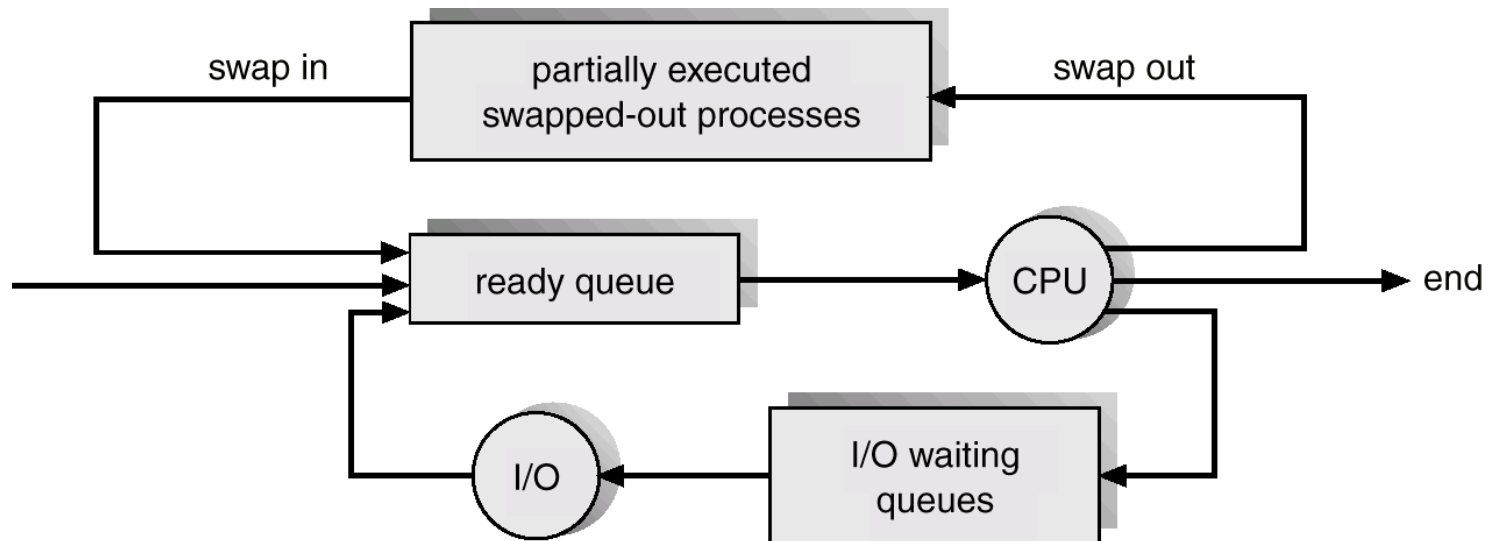 swap in
partially executed
swapped-out processes
swap out
ready queue
CPU
end
I/O
I/O waiting
queues